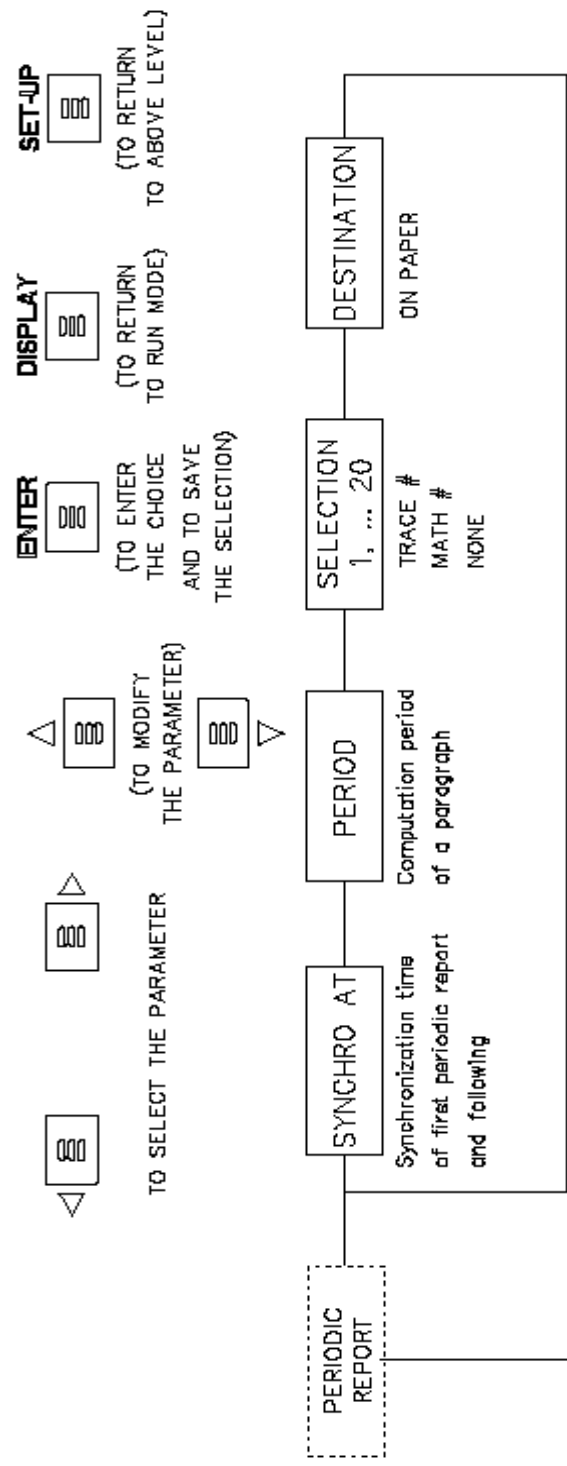 TO SELECT THE PARAMETER
(TO MODIFY
THE PARAMETER)
ENTER
(TO ENTER
THE CHOICE
AND TO SAVE
THE SELECTION)
DISPLAY
(TO RETURN
TO RUN MODE)
SET-UP
(TO RETURN
TO ABOVE LEVEL)
PERIODIC
REPORT
SYNCHRO AT
Synchronization time
of first periodic report
and following
PERIOD
Computation period
of a paragraph
SELECTION
1, ... 20
TRACE #
MATH #
NONE
DESTINATION
ON PAPER